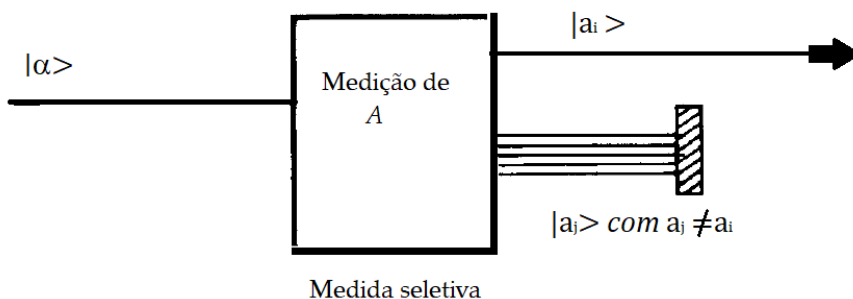 |α>
Medição de
A
|aᵢ >
|aⱼ> com aⱼ ≠aᵢ
Medida seletiva